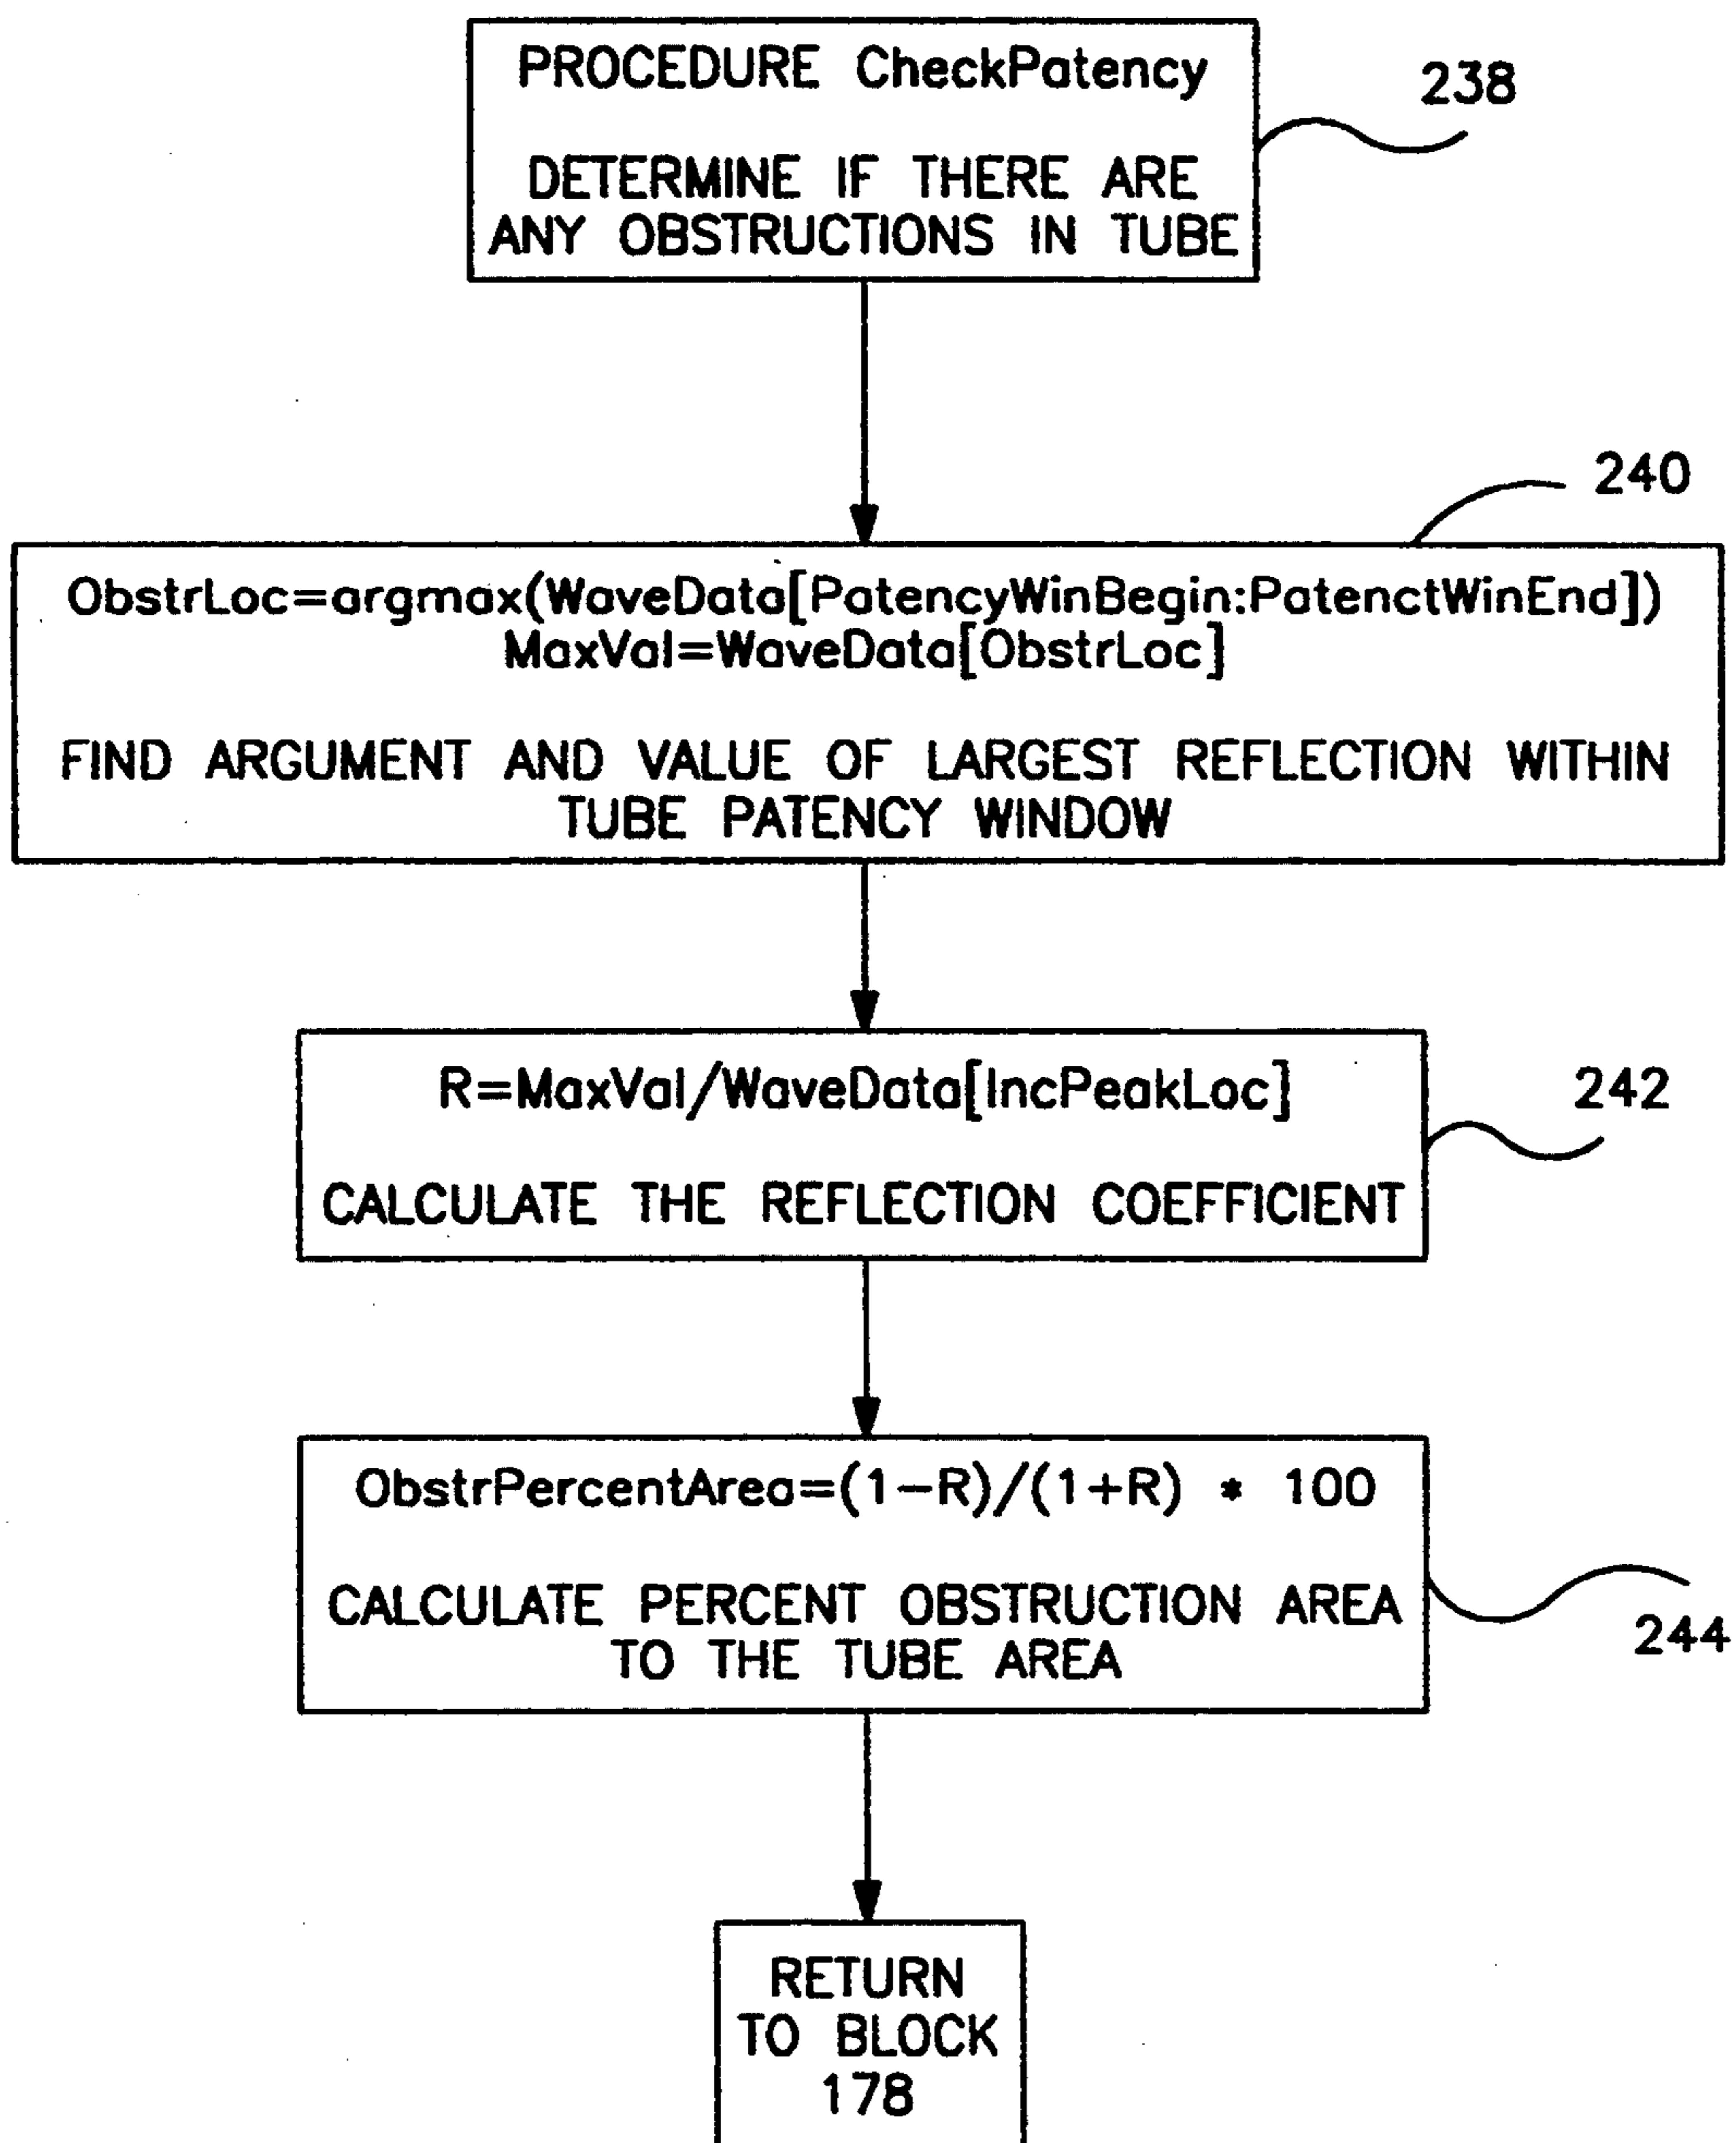 PROCEDURE CheckPatency
238
DETERMINE IF THERE ARE
ANY OBSTRUCTIONS IN TUBE
240
ObstrLoc=argmax(WaveData[PatencyWinBegin:PatenctWinEnd])
MaxVal=WaveData[ObstrLoc]
FIND ARGUMENT AND VALUE OF LARGEST REFLECTION WITHIN
TUBE PATENCY WINDOW
R=MaxVal/WaveData[IncPeakLoc]
242
CALCULATE THE REFLECTION COEFFICIENT
ObstrPercentArea=(1-R)/(1+R) * 100
CALCULATE PERCENT OBSTRUCTION AREA
TO THE TUBE AREA
244
RETURN
TO BLOCK
178